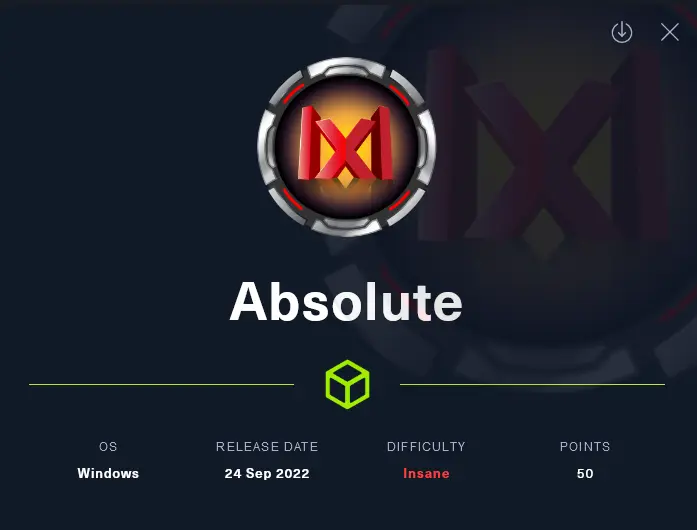 Absolute
OS RELEASE DATE DIFFICULTY POINTS
Windows 24 Sep 2022 Insane 50